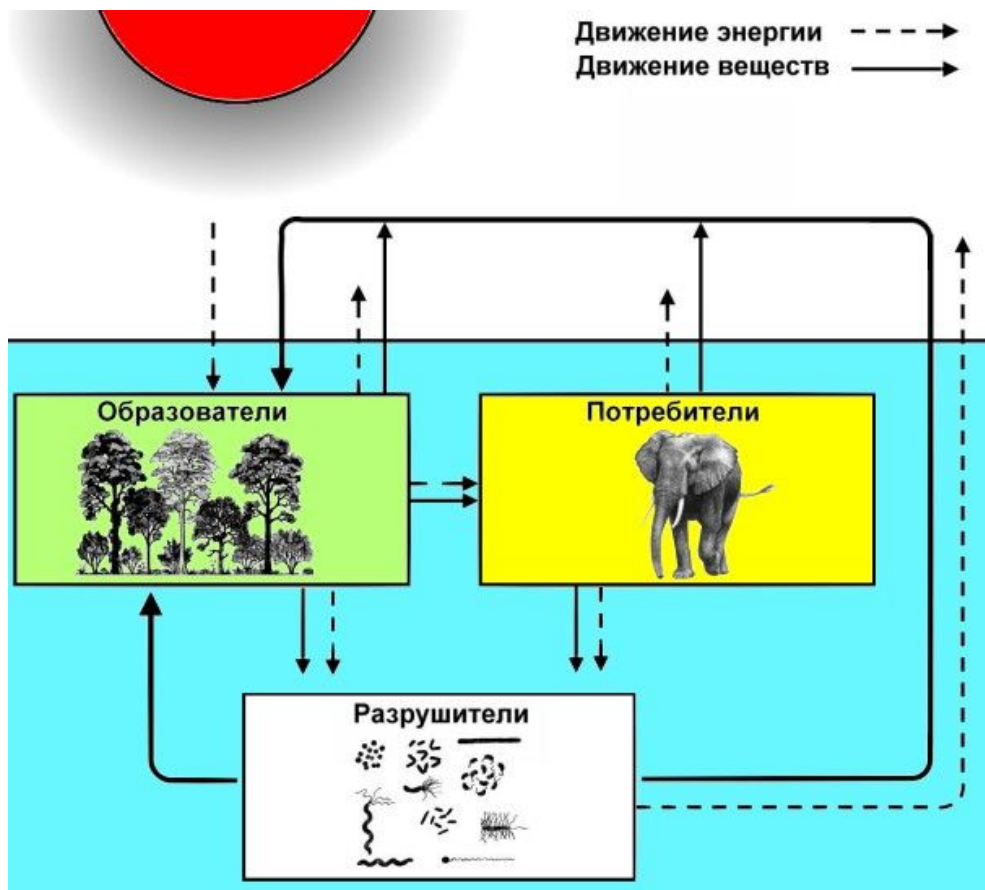 Движение энергии
Движение веществ
Образователи
Потребители
Разрушители